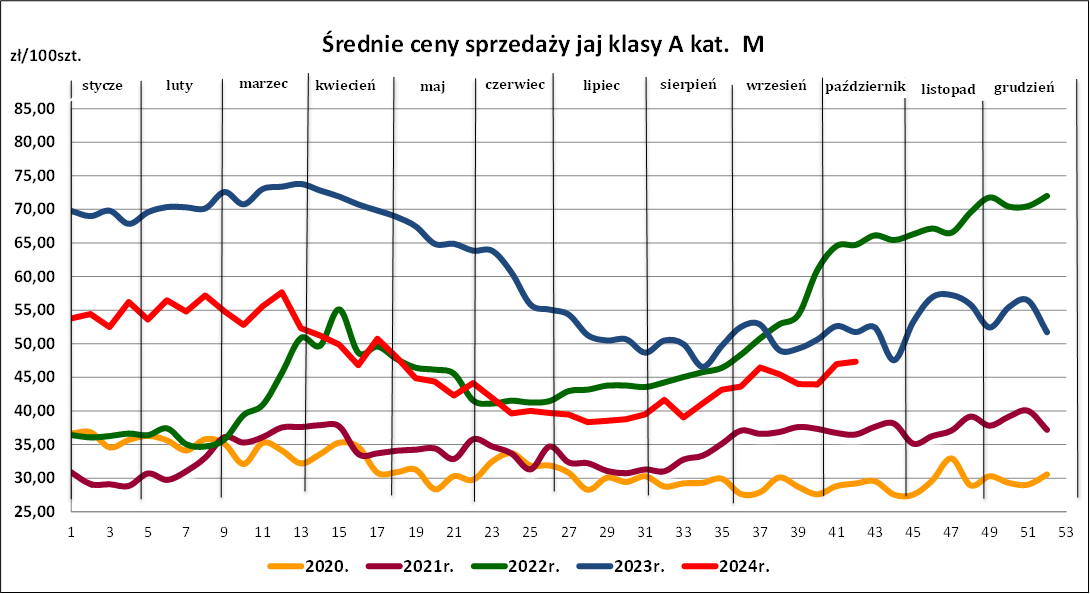 Średnie ceny sprzedaży jaj klasy A kat. M
zł/100szt.
stycze luty marzec kwiecień maj czerwiec lipiec sierpień wrzesień październik listopad grudzień
85,00
80,00
75,00
70,00
65,00
60,00
55,00
50,00
45,00
40,00
35,00
30,00
25,00
1 3 5 7 9 11 13 15 17 19 21 23 25 27 29 31 33 35 37 39 41 43 45 47 49 51 53
2020. 2021r. 2022r. 2023r. 2024r.